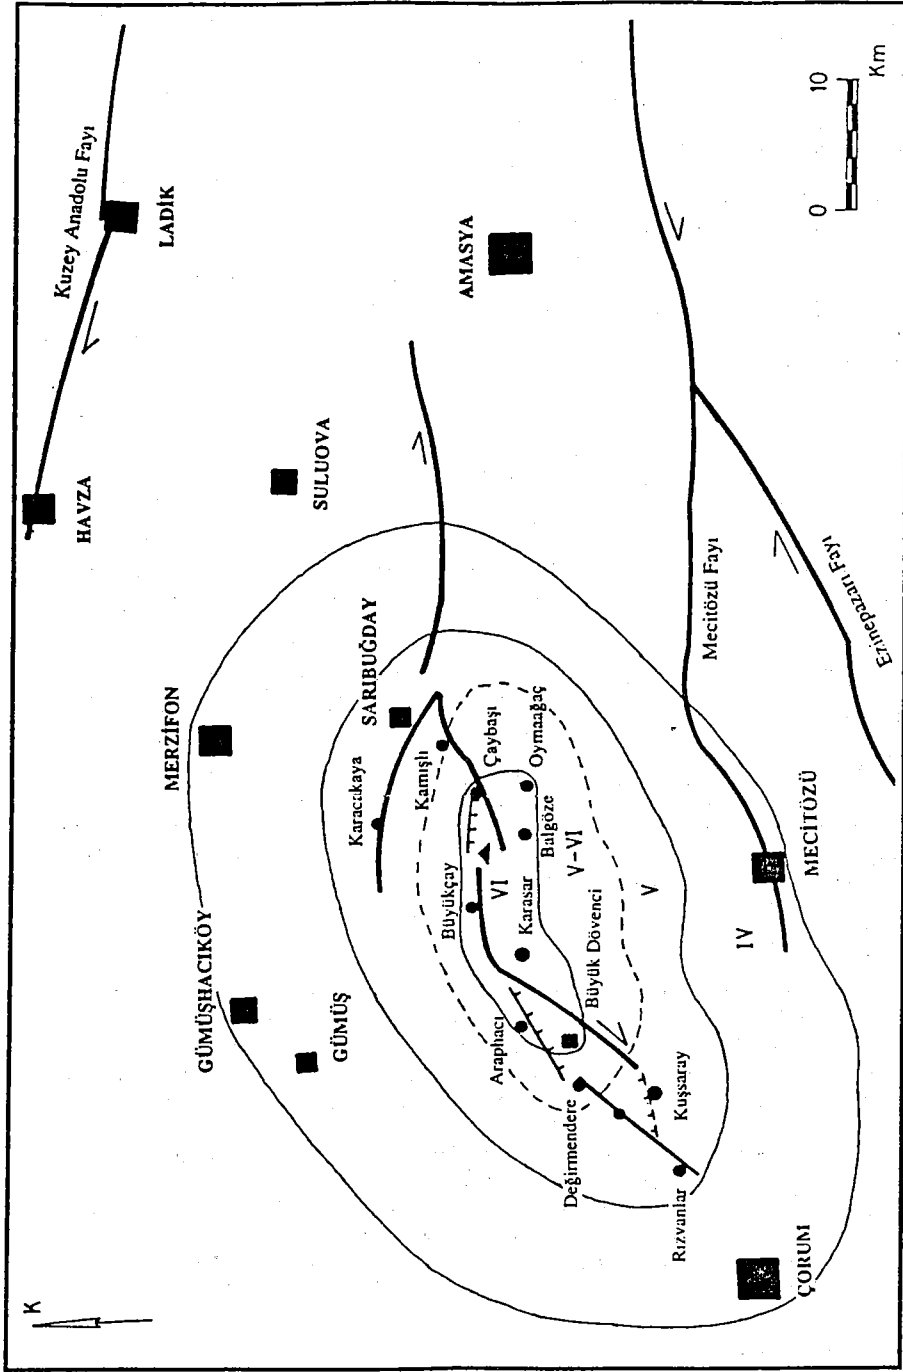 K
Kuzey Anadolu Fayı
HAVZA
LADİK
MERZİFON
SULUOVA
GÜMÜŞHACIKÖY
GÜMÜŞ
SARIBUĞDAY
AMASYA
Karacakaya
Kamışlı
Çaybaşı
Oymaağaç
Büyükçay
VI
Balgöze
Karasar
V-VI
Araphacı
Büyük Dövenci
V
Değirmendere
Kuşsaray
Rızvanlar
IV
Mecitözü Fayı
Ezinepazarı Fayı
MECİTÖZÜ
ÇORUM
0 10
Km